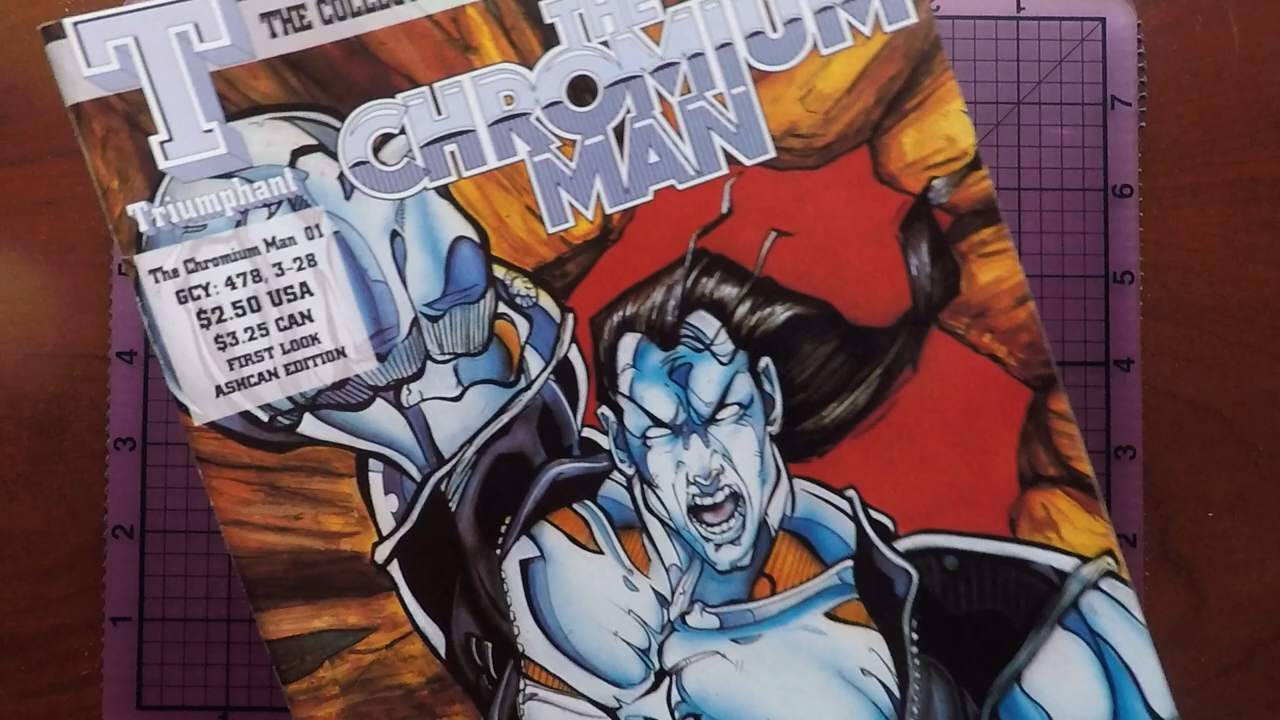 T
THE
THE CHROMIUM
MAN
Triumphant
The Chromium Man 01
GCY: 478, 3-28
$2.50 USA
$3.25 CAN
FIRST LOOK
ASHCAN EDITION
1
7
6
5
4
3
2
4
3
2
1